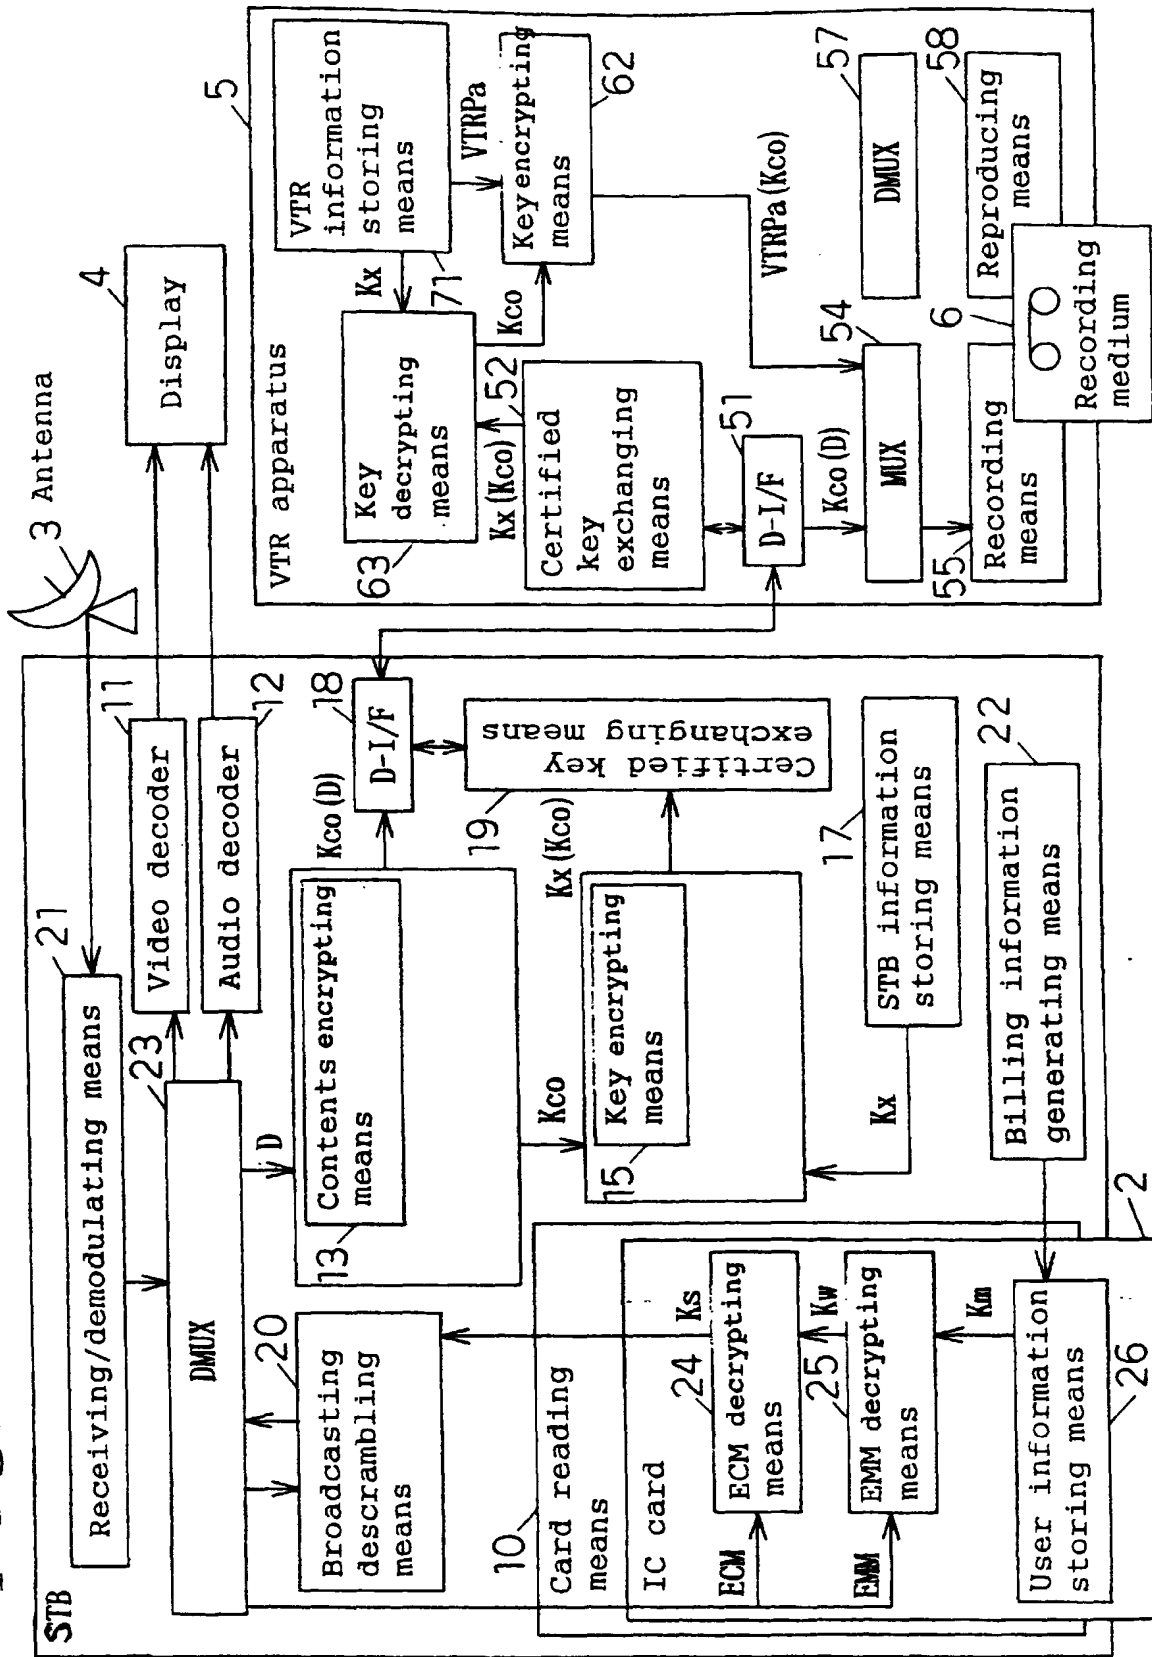 STB
21
Receiving/demodulating means
3 Antenna
4
Display
23
DMUX
11
Video decoder
12
Audio decoder
D
20
Broadcasting
descrambling
means
13
Contents encrypting
means
Kco(D)
18
D-I/F
19
Certified key
exchanging means
Kx(Kco)
Kco
15
Key encrypting
means
Kx
17
STB information
storing means
22
Billing information
generating means
10
Card reading
means
IC card
2
Ks
24
ECM decrypting
means
ECM
Kw
25
EMM decrypting
means
EMM
Km
User information
storing means
26
5
VTR apparatus
VTR
information
storing
means
71
Kx
VTRPa
Key encrypting
means
62
Key
decrypting
means
63
Kco
Kx(Kco)
52
Certified
key
exchanging
means
51
D-I/F
Kco(D)
VTRPa(Kco)
54
MUX
57
DMUX
55
Recording
means
58
Reproducing
means
6
Recording
medium